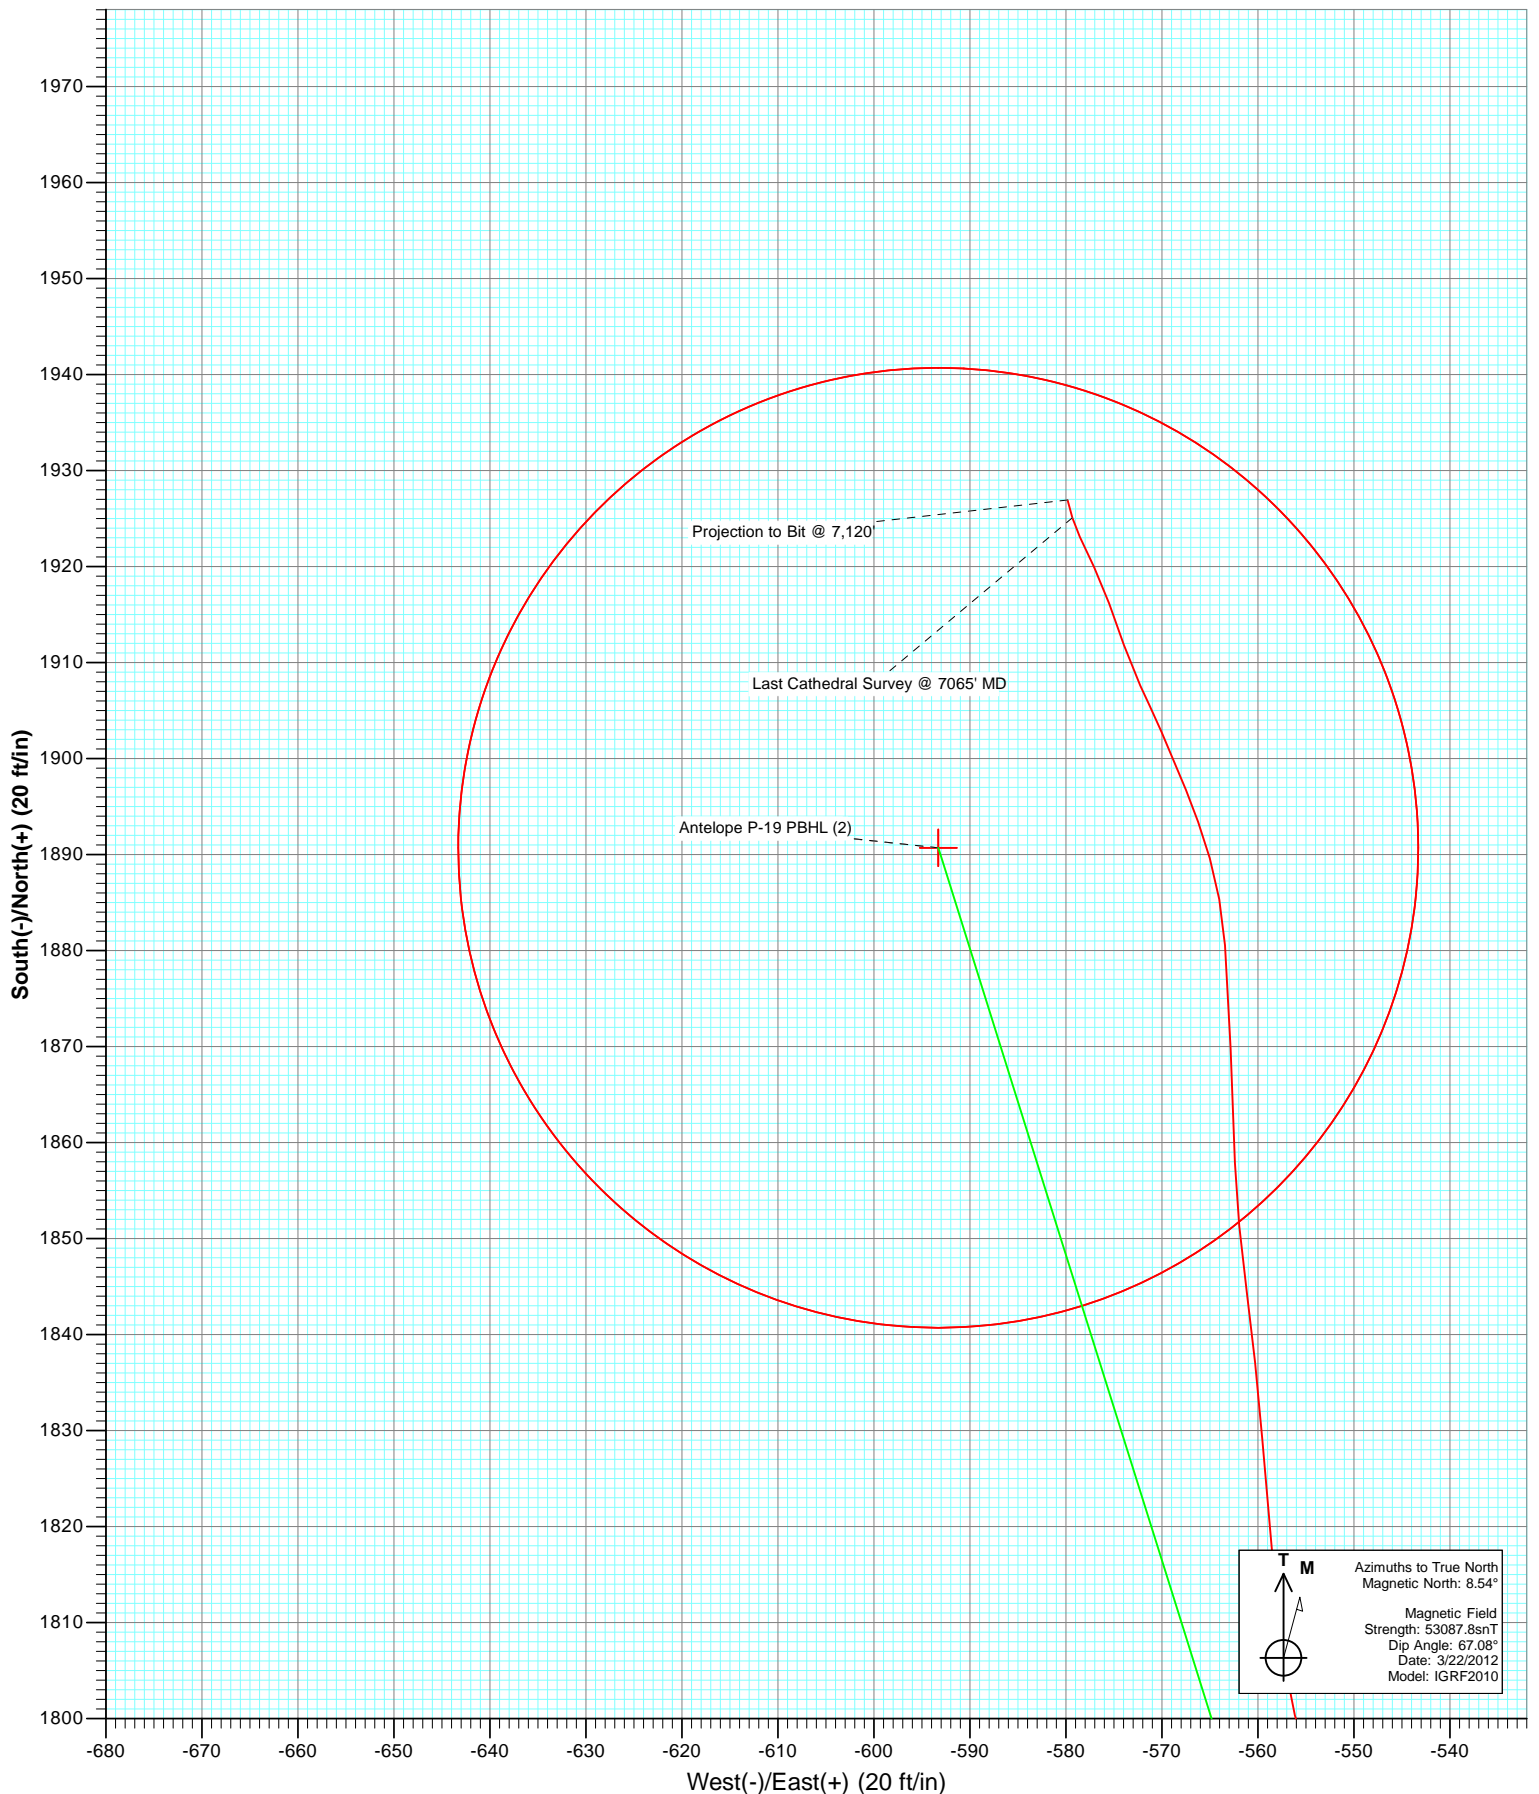 South(-)/North(+) (20 ft/in)
1970
1960
1950
1940
1930
1920
1910
1900
1890
1880
1870
1860
1850
1840
1830
1820
1810
1800
Projection to Bit @ 7,120'
Last Cathedral Survey @ 7065' MD
Antelope P-19 PBHL (2)
T
M
Azimuths to True North
Magnetic North: 8.54°
Magnetic Field
Strength: 53087.8snT
Dip Angle: 67.08°
Date: 3/22/2012
Model: IGRF2010
-680 -670 -660 -650 -640 -630 -620 -610 -600 -590 -580 -570 -560 -550 -540
West(-)/East(+) (20 ft/in)